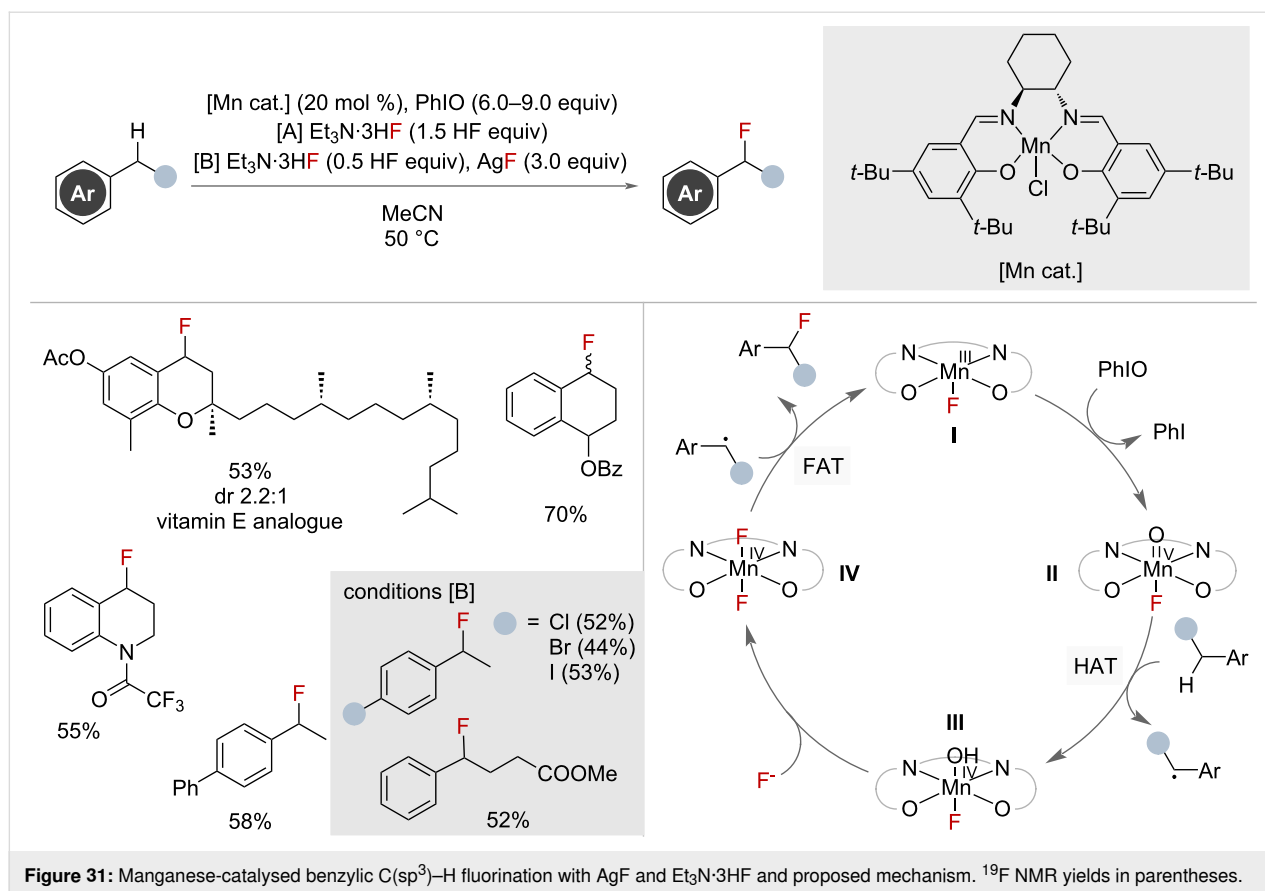 [Mn cat.] (20 mol %), PhIO (6.0–9.0 equiv)
[A] Et₃N·3HF (1.5 HF equiv)
[B] Et₃N·3HF (0.5 HF equiv), AgF (3.0 equiv)
MeCN
50 °C
H
Ar
F
Ar
N
N
Mn
O
O
Cl
t-Bu
t-Bu
t-Bu
t-Bu
[Mn cat.]
F
AcO
O
53%
dr 2.2:1
vitamin E analogue
F
OBz
70%
F
N
O
CF₃
55%
F
Ph
58%
conditions [B]
F
= Cl (52%)
Br (44%)
I (53%)
F
COOMe
52%
F
Ar
Ar
FAT
N
III
N
Mn
O
F
O
I
PhIO
PhI
O
N
V
N
Mn
O
F
O
II
HAT
Ar
H
Ar
III
OH
N
IV
N
Mn
O
F
O
F⁻
F
N
IV
N
Mn
O
F
O
IV
Figure 31: Manganese-catalysed benzylic C(sp³)–H fluorination with AgF and Et₃N·3HF and proposed mechanism. ¹⁹F NMR yields in parentheses.